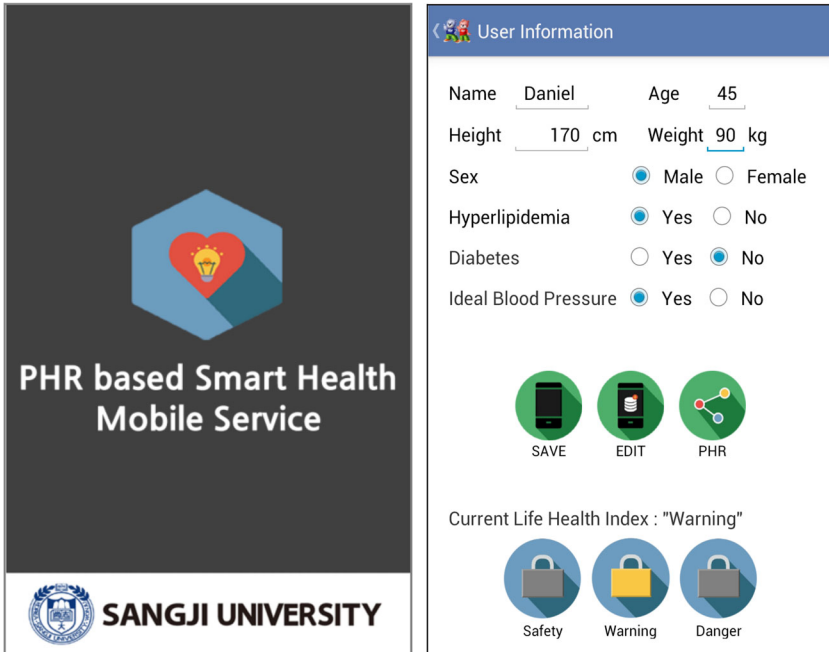 PHR based Smart Health
Mobile Service
SANGJI UNIVERSITY
User Information
Name Daniel Age 45
Height 170 cm Weight 90 kg
Sex Male Female
Hyperlipidemia Yes No
Diabetes Yes No
Ideal Blood Pressure Yes No
SAVE EDIT PHR
Current Life Health Index : "Warning"
Safety Warning Danger